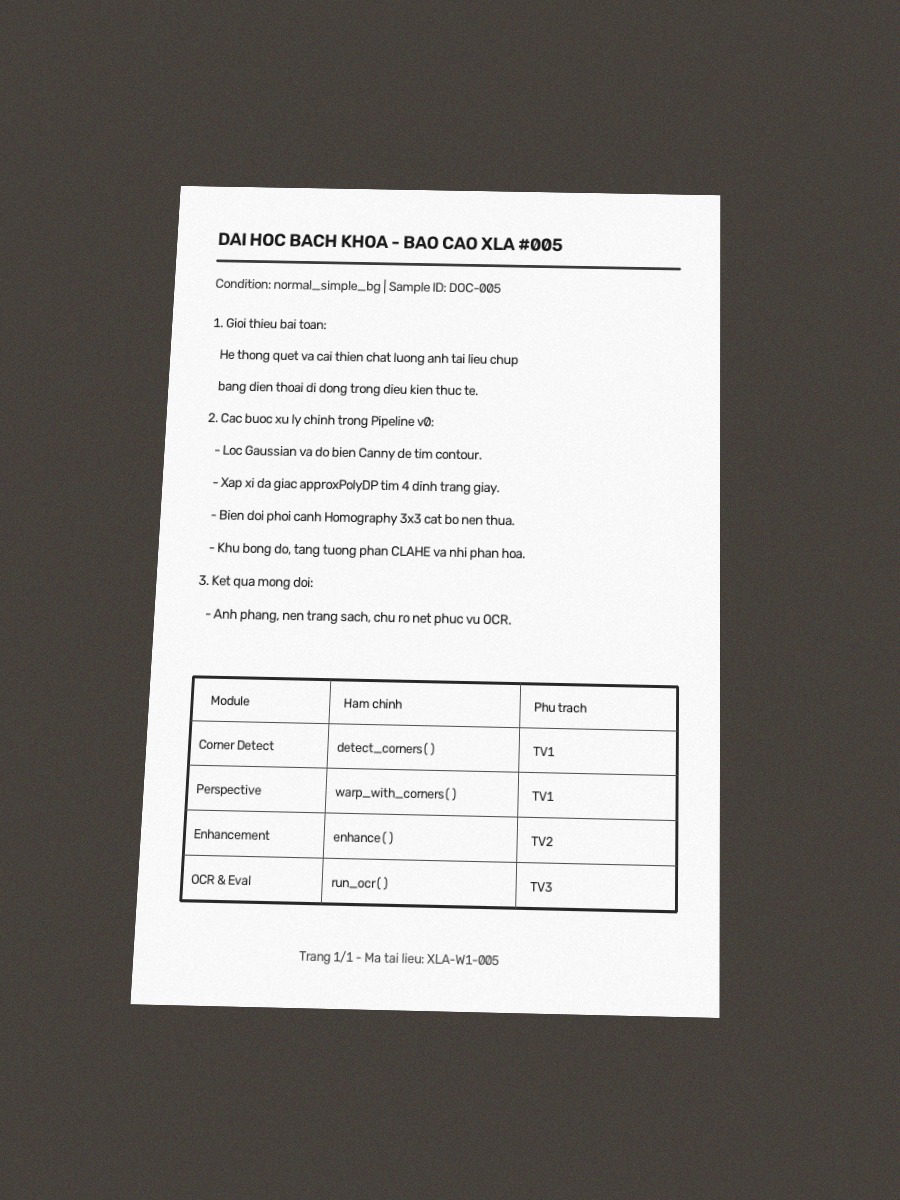 DAI HOC BACH KHOA - BAO CAO XLA #005
Condition: normal_simple_bg | Sample ID: DOC-005
1. Gioi thieu bai toan:
He thong quet va cai thien chat luong anh tai lieu chup
bang dien thoai di dong trong dieu kien thuc te.
2. Cac buoc xu ly chinh trong Pipeline v0:
- Loc Gaussian va do bien Canny de tim contour.
- Xap xi da giac approxPolyDP tim 4 dinh trang giay.
- Bien doi phoi canh Homography 3x3 cat bo nen thua.
- Khu bong do, tang tuong phan CLAHE va nhi phan hoa.
3. Ket qua mong doi:
- Anh phang, nen trang sach, chu ro net phuc vu OCR.
Module Ham chinh Phu trach
Corner Detect detect_corners() TV1
Perspective warp_with_corners() TV1
Enhancement enhance() TV2
OCR & Eval run_ocr() TV3
Trang 1/1 - Ma tai lieu: XLA-W1-005